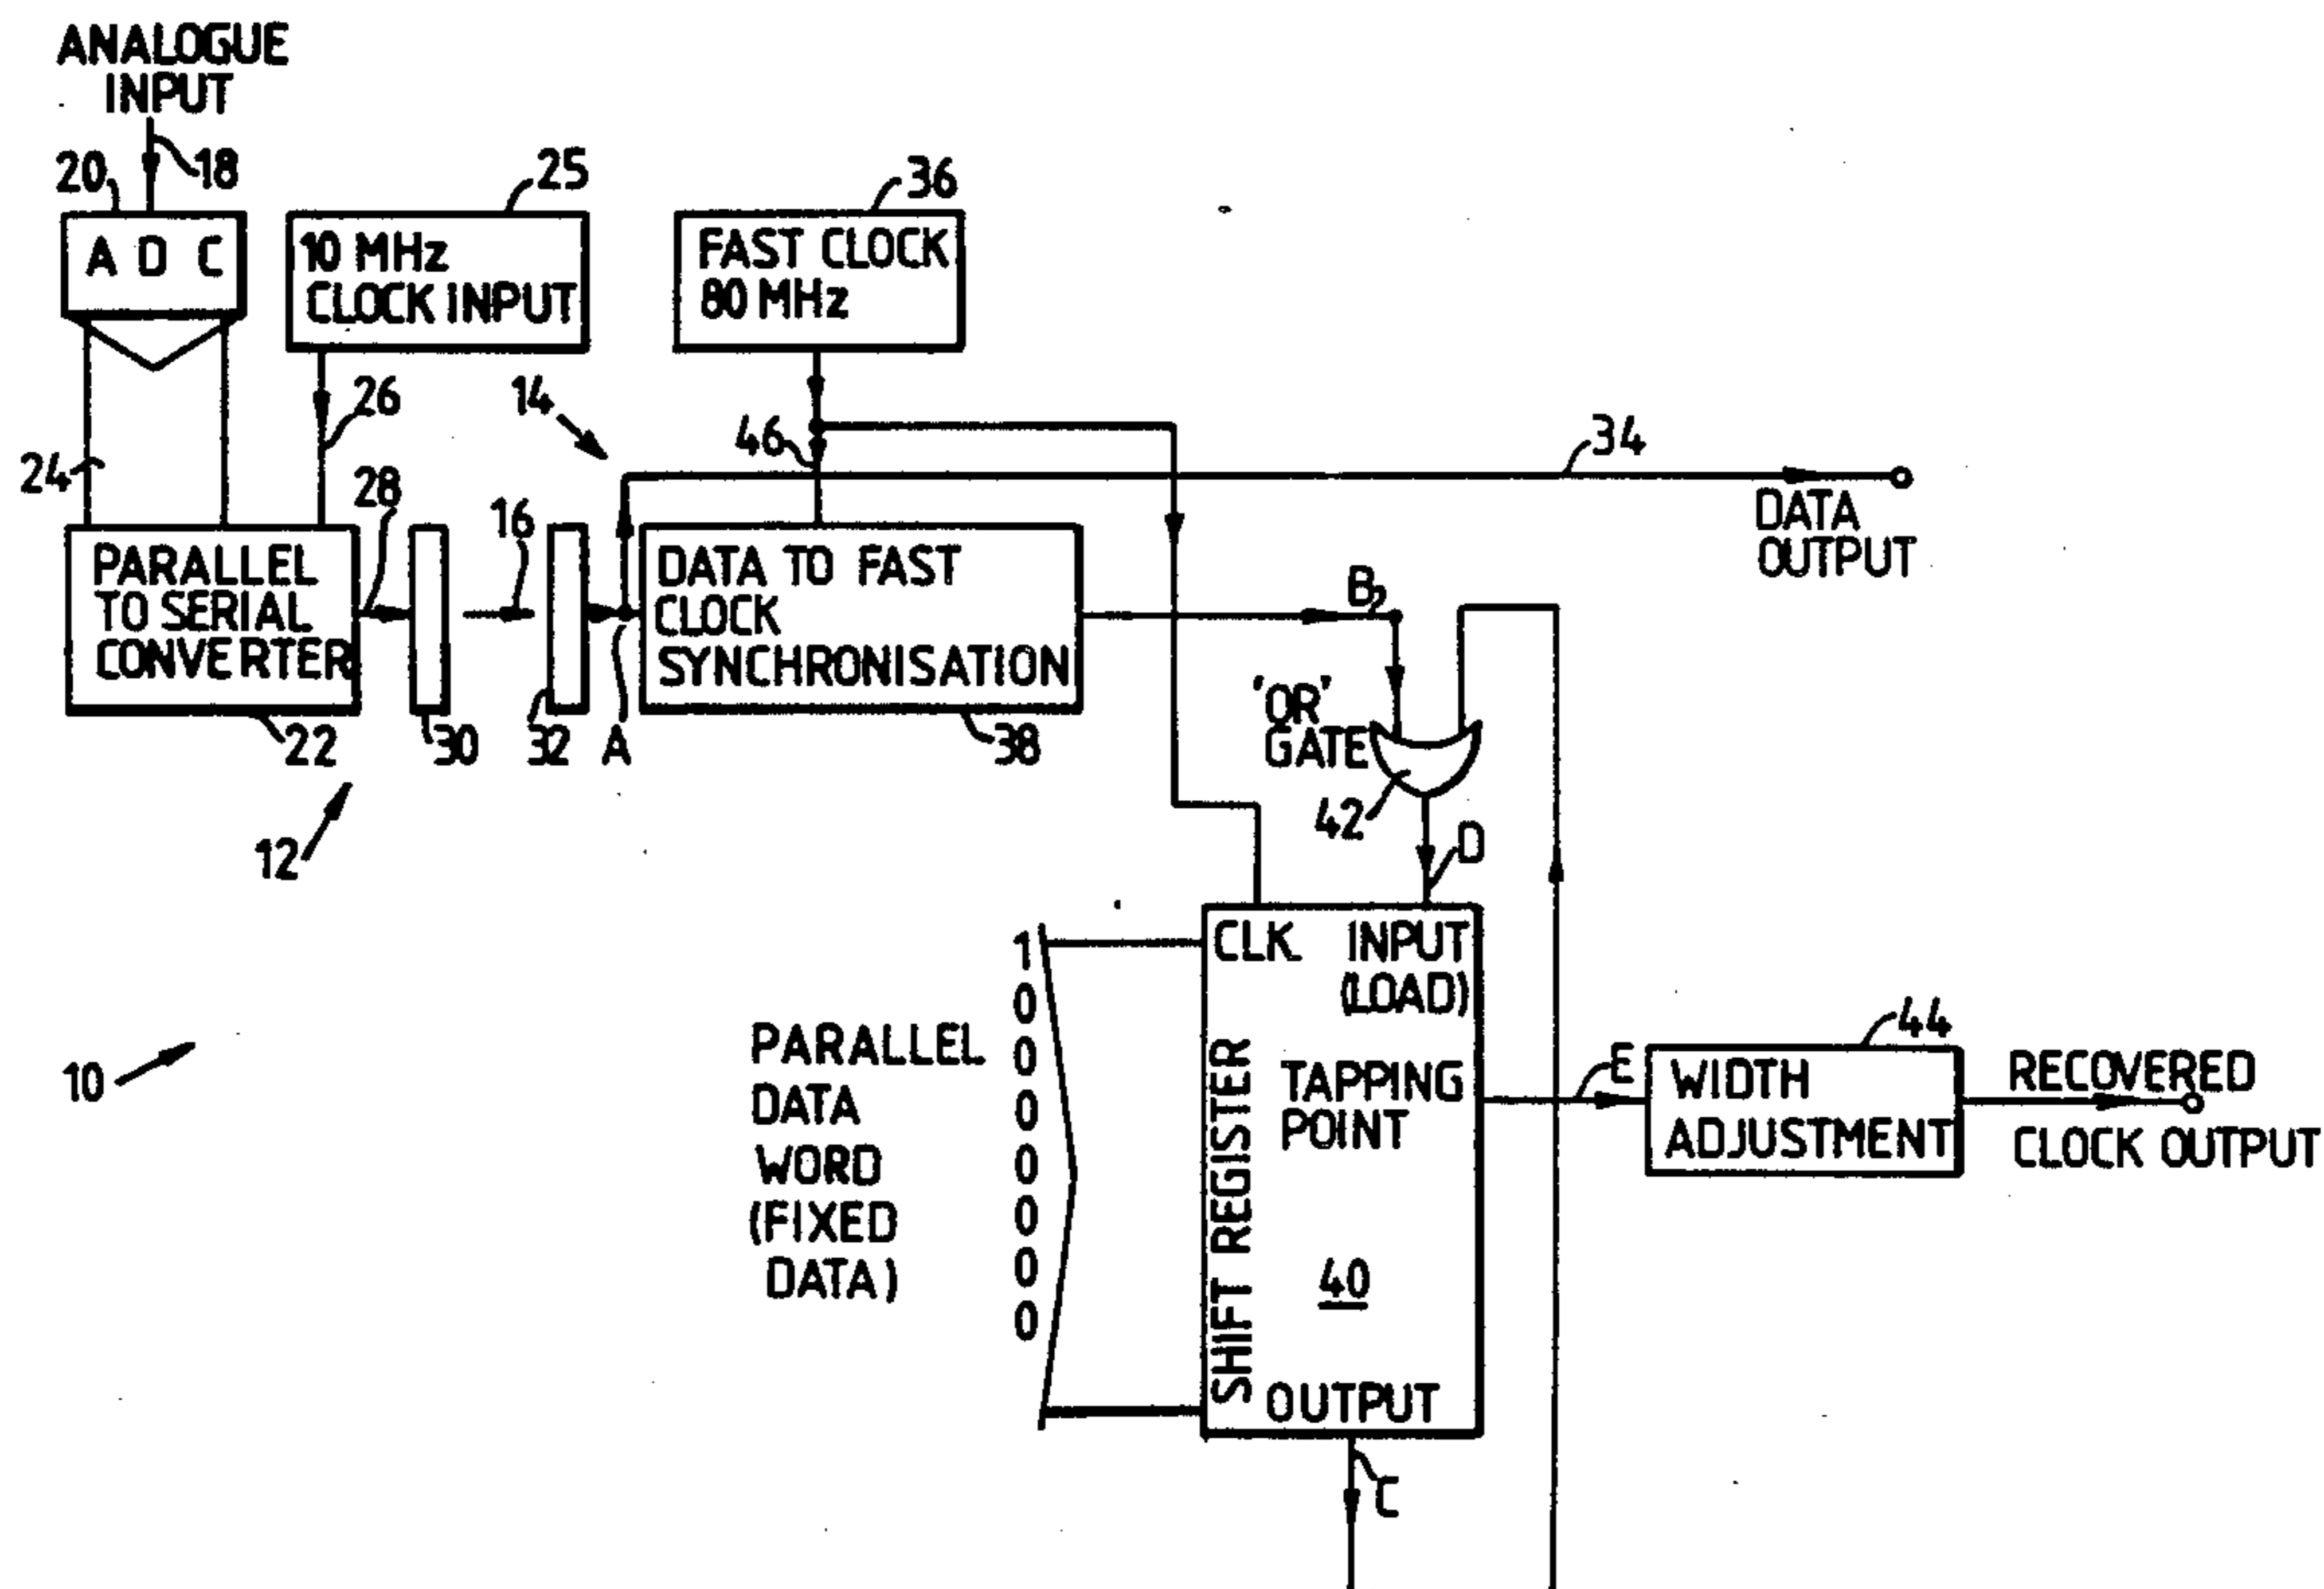 ANALOGUE
INPUT
20
18
25
36
A D C
10 MHz
CLOCK INPUT
FAST CLOCK
80 MHz
26
14
46
34
24
28
16
DATA
OUTPUT
PARALLEL
TO SERIAL
CONVERTER
DATA TO FAST
CLOCK
SYNCHRONISATION
B2
'OR'
GATE
22
30
32
A
38
42
D
12
CLK
INPUT
(LOAD)
1
0
0
0
0
0
0
0
PARALLEL
DATA
WORD
(FIXED
DATA)
SHIFT REGISTER
TAPPING
POINT
40
OUTPUT
10
E
44
WIDTH
ADJUSTMENT
RECOVERED
CLOCK OUTPUT
C